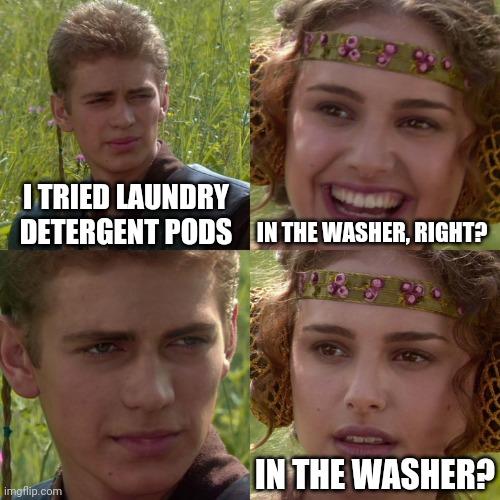 I TRIED LAUNDRY
DETERGENT PODS
IN THE WASHER, RIGHT?
IN THE WASHER?
imgflip.com